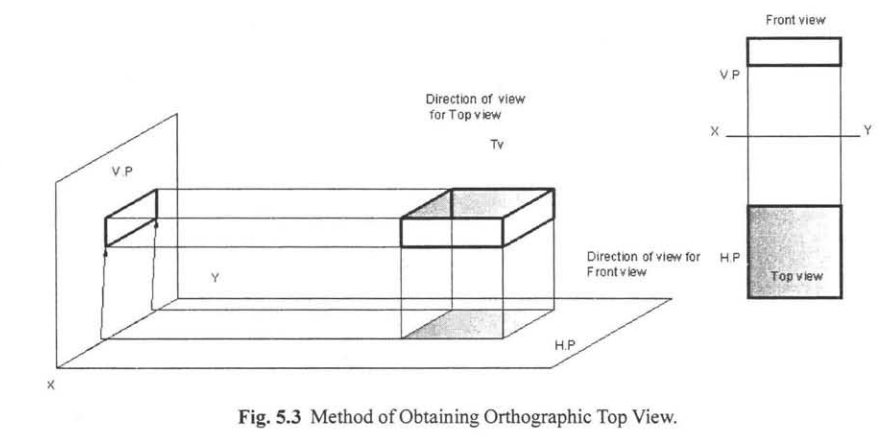 Front view
V.P
X
Y
H.P
Top view
Direction of view
for Top view
Tv
V.P
Y
Direction of view for
Front view
H.P
X
Fig. 5.3 Method of Obtaining Orthographic Top View.